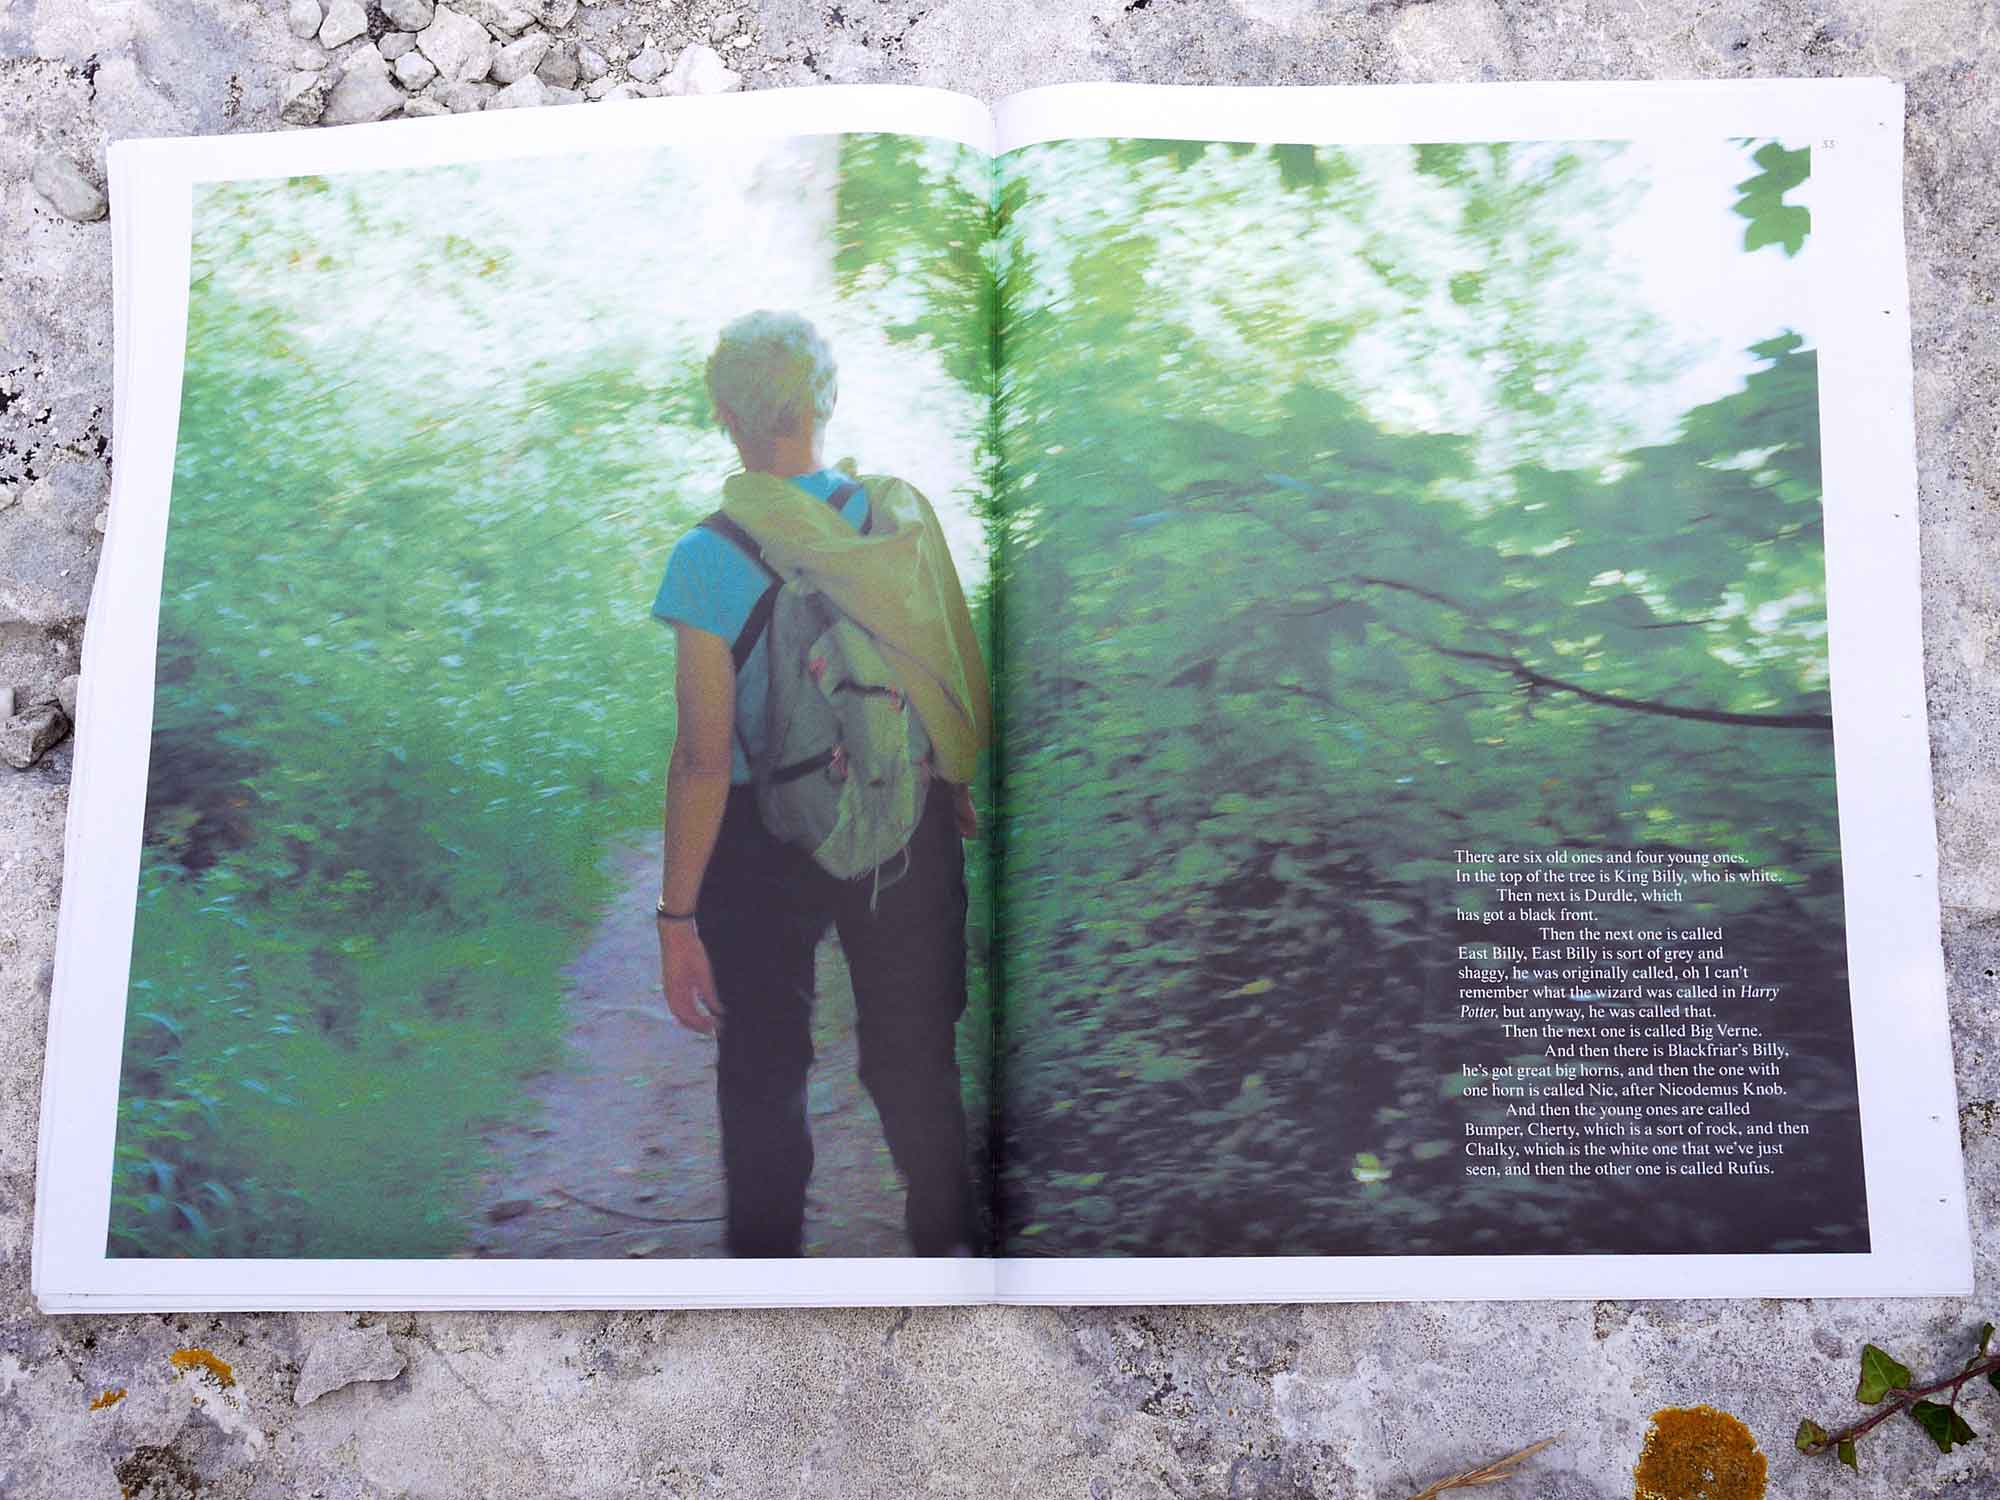 33
There are six old ones and four young ones.
In the top of the tree is King Billy, who is white.
Then next is Durdle, which
has got a black front.
Then the next one is called
East Billy, East Billy is sort of grey and
shaggy, he was originally called, oh I can't
remember what the wizard was called in Harry
Potter, but anyway, he was called that.
Then the next one is called Big Verne.
And then there is Blackfriar's Billy,
he's got great big horns, and then the one with
one horn is called Nic, after Nicodemus Knob.
And then the young ones are called
Bumper, Cherty, which is a sort of rock, and then
Chalky, which is the white one that we've just
seen, and then the other one is called Rufus.